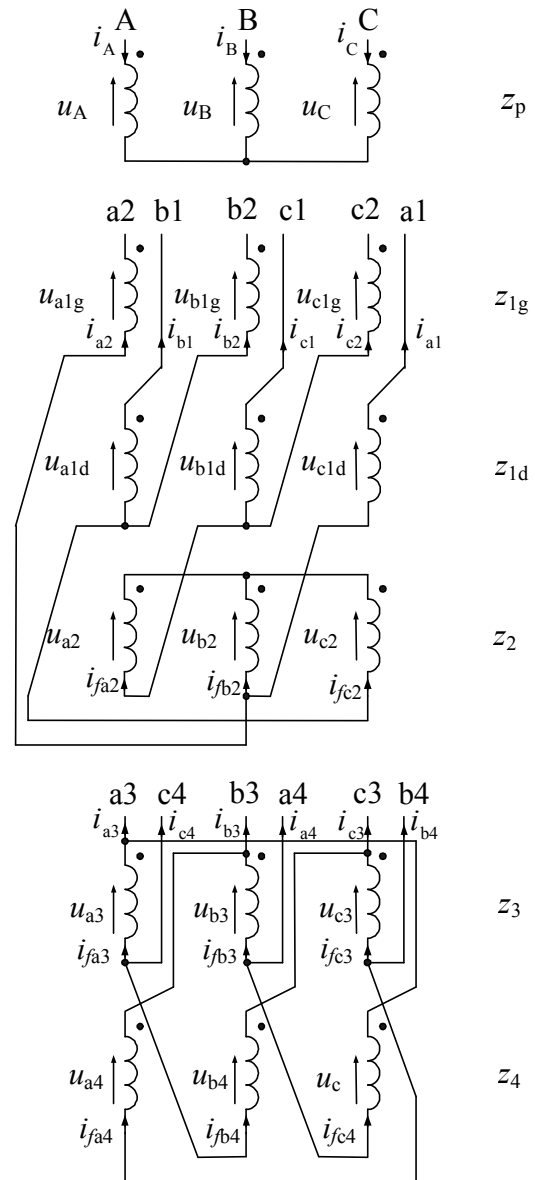 A B C
i_A i_B i_C
u_A u_B u_C z_p
a2 b1 b2 c1 c2 a1
u_a1g u_b1g u_c1g z_1g
i_a2 i_b1 i_b2 i_c1 i_c2 i_a1
u_a1d u_b1d u_c1d z_1d
u_a2 u_b2 u_c2 z_2
i_fa2 i_fb2 i_fc2
a3 c4 b3 a4 c3 b4
i_a3 i_c4 i_b3 i_a4 i_c3 i_b4
u_a3 u_b3 u_c3 z_3
i_fa3 i_fb3 i_fc3
u_a4 u_b4 u_c z_4
i_fa4 i_fb4 i_fc4